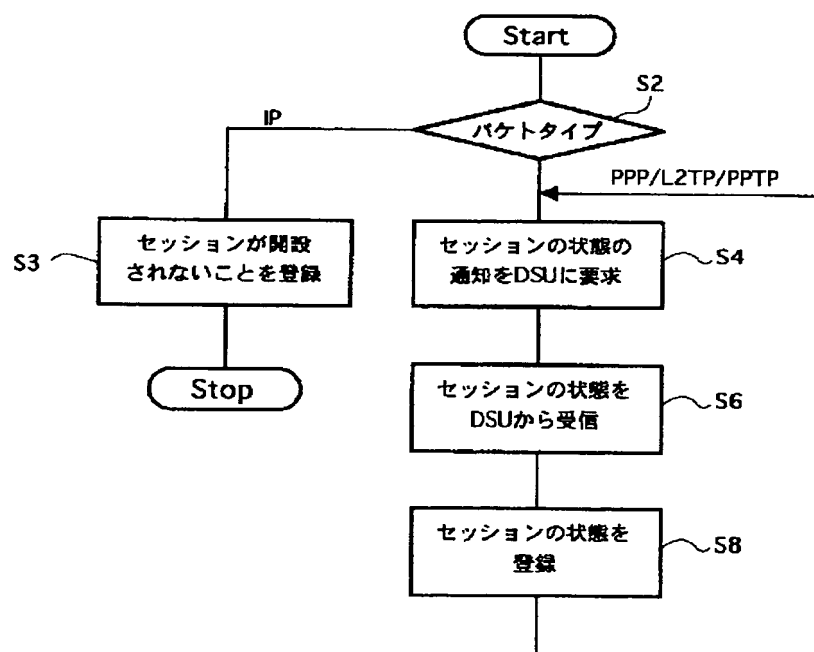 Start
S2
パケトタイプ
IP
PPP/L2TP/PPTP
S3
セッションが開設
されないことを登録
セッションの状態の
通知をDSUに要求
S4
Stop
セッションの状態を
DSUから受信
S6
セッションの状態を
登録
S8